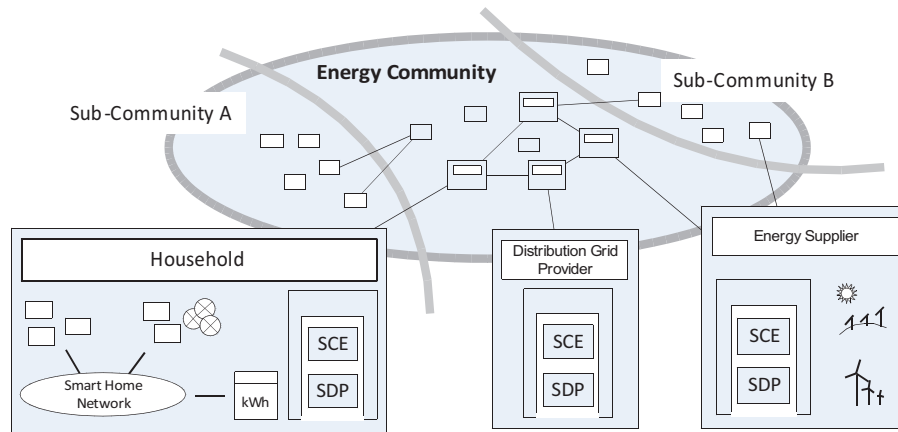 Energy Community
Sub-Community B
Sub-Community A
Household
Distribution Grid
Provider
Energy Supplier
SCE
SDP
SCE
SDP
SCE
SDP
Smart Home
Network
kWh